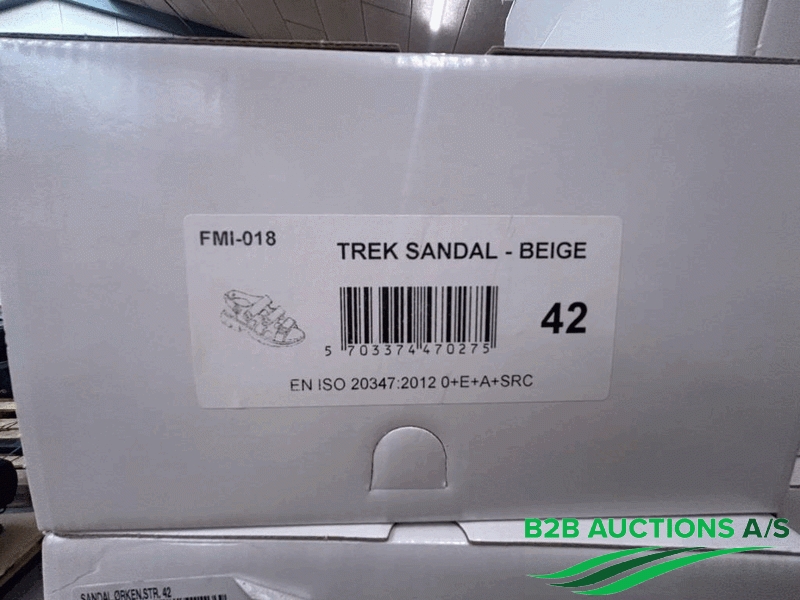 FMI-018
TREK SANDAL - BEIGE
42
5 703374 470275
EN ISO 20347:2012 0+E+A+SRC
B2B AUCTIONS A/S
SANDAL ØRKEN,STR. 42